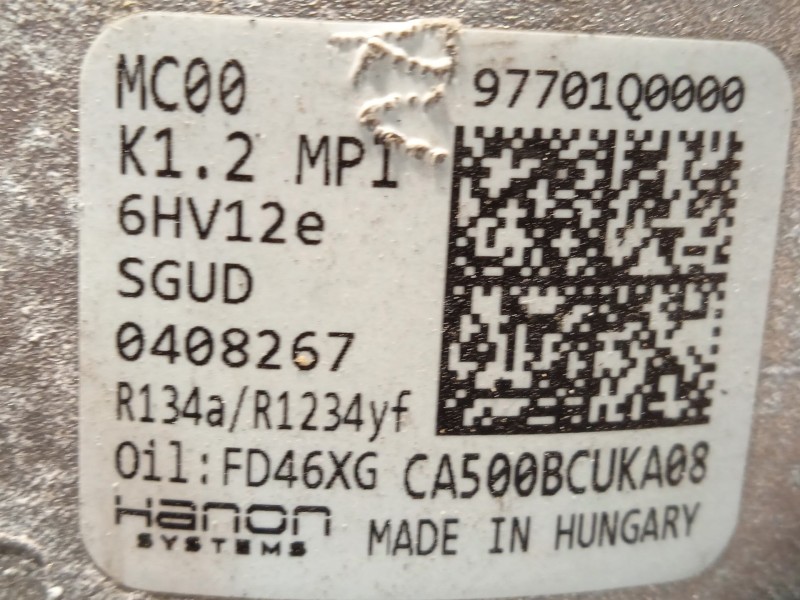 MC00 97701Q0000
K1.2 MPI
6HV12e
SGUD
0408267
R134a/R1234yf
Oil:FD46XG CA500BCUKA08
Hanon SYSTEMS MADE IN HUNGARY